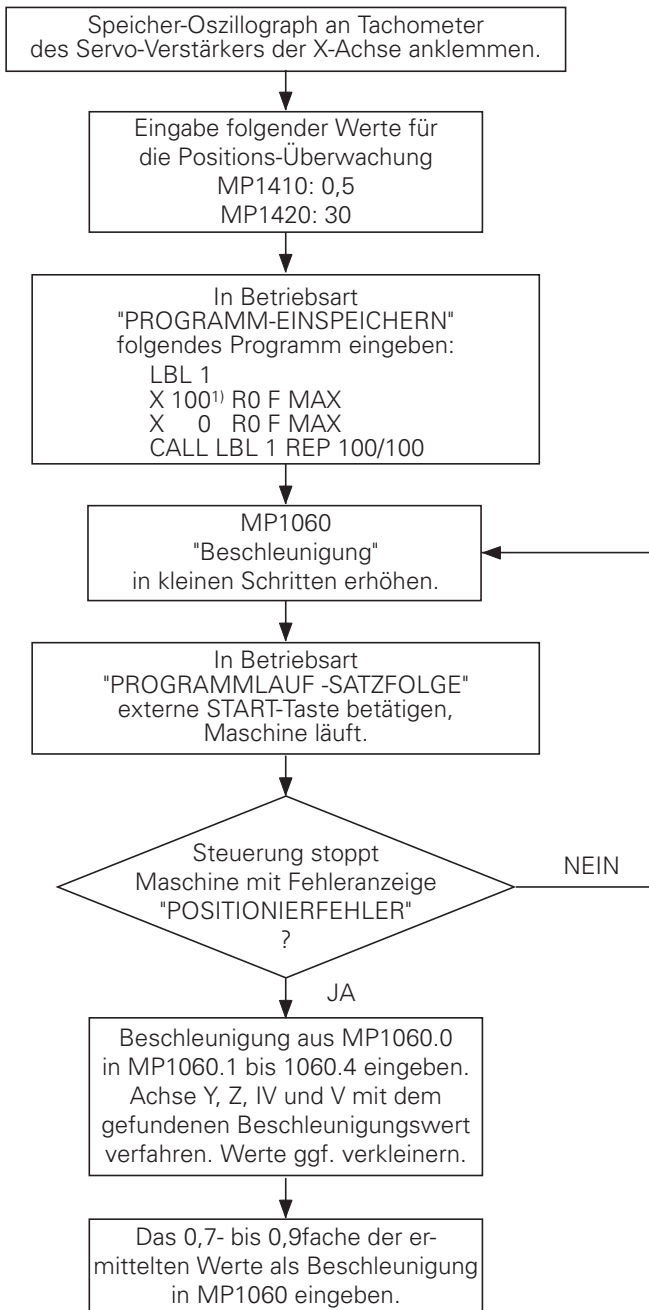 Speicher-Oszillograph an Tachometer
des Servo-Verstärkers der X-Achse anklemmen.
Eingabe folgender Werte für
die Positions-Überwachung
MP1410: 0,5
MP1420: 30
In Betriebsart
"PROGRAMM-EINSPEICHERN"
folgendes Programm eingeben:
LBL 1
X 100¹⁾ R0 F MAX
X 0 R0 F MAX
CALL LBL 1 REP 100/100
MP1060
"Beschleunigung"
in kleinen Schritten erhöhen.
In Betriebsart
"PROGRAMMLAUF -SATZFOLGE"
externe START-Taste betätigen,
Maschine läuft.
Steuerung stoppt
Maschine mit Fehleranzeige
"POSITIONIERFEHLER"
?
NEIN
JA
Beschleunigung aus MP1060.0
in MP1060.1 bis 1060.4 eingeben.
Achse Y, Z, IV und V mit dem
gefundenen Beschleunigungswert
verfahren. Werte ggf. verkleinern.
Das 0,7- bis 0,9fache der er-
mittelten Werte als Beschleunigung
in MP1060 eingeben.